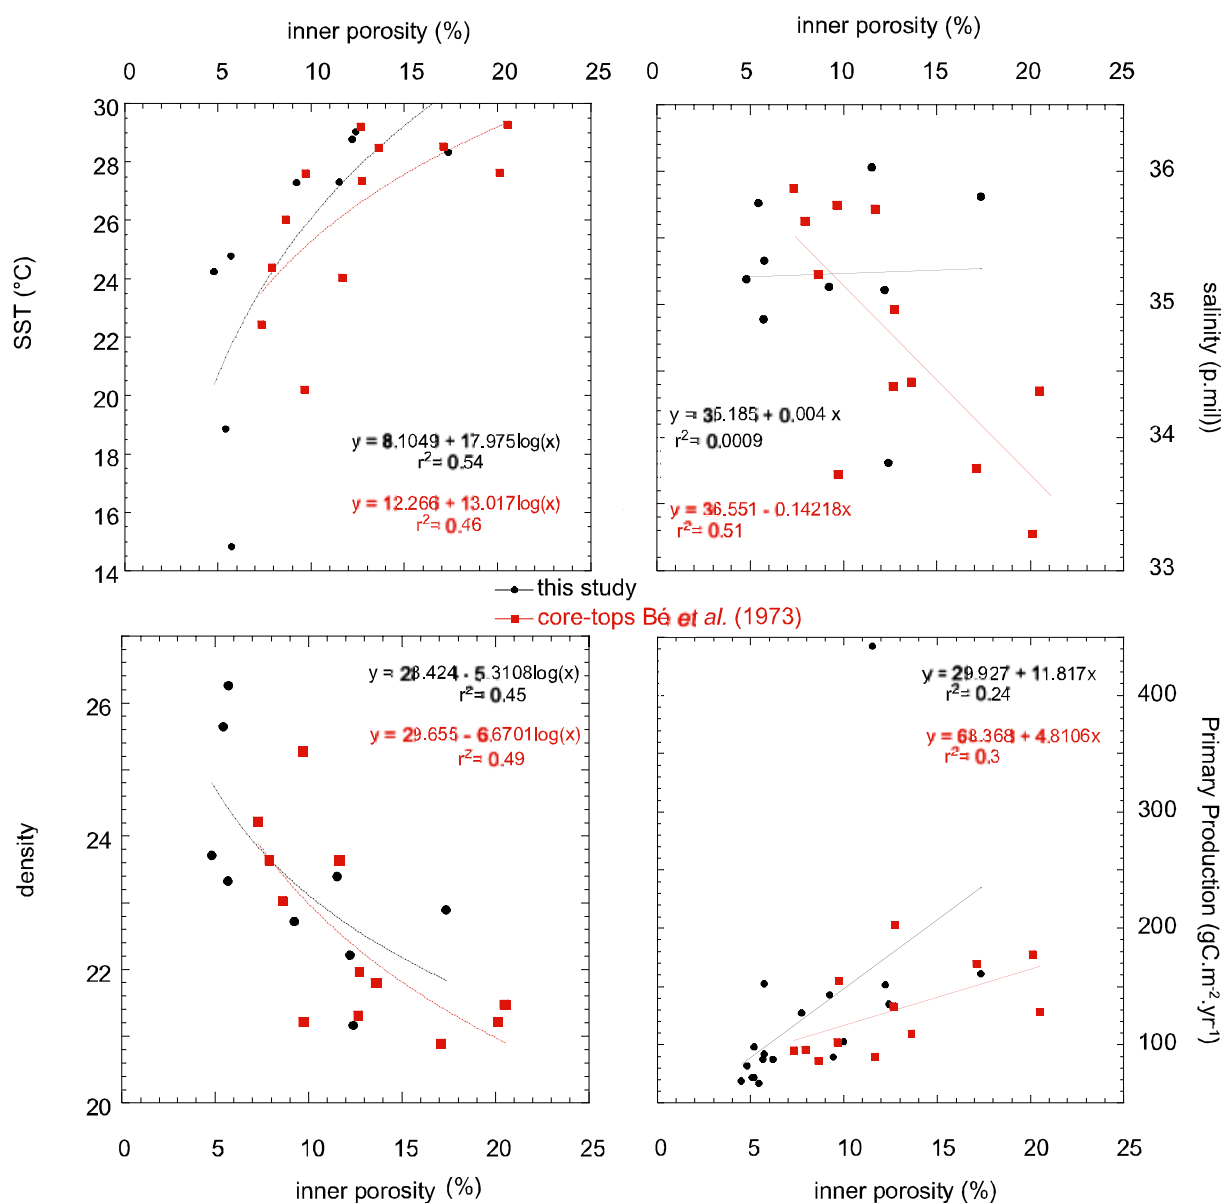 inner porosity (%)
0 5 10 15 20 25
30
28
26
24
22
20
18
16
14
SST (°C)
y = 8.1049 + 17.975log(x)
r²= 0.54
y = 12.266 + 13.017log(x)
r²= 0.46
inner porosity (%)
0 5 10 15 20 25
36
35
34
33
salinity (p.mil))
y = 35.185 + 0.004 x
r²= 0.0009
y = 36.551 - 0.14218x
r²= 0.51
this study
core-tops Bé et al. (1973)
26
24
22
20
density
y = 28.424 - 5.3108log(x)
r²= 0.45
y = 29.655 - 6.6701log(x)
r²= 0.49
0 5 10 15 20 25
inner porosity (%)
400
300
200
100
Primary Production (gC.m⁻².yr⁻¹)
y = 29.927 + 11.817x
r²= 0.24
y = 68.368 + 4.8106x
r²= 0.3
0 5 10 15 20 25
inner porosity (%)